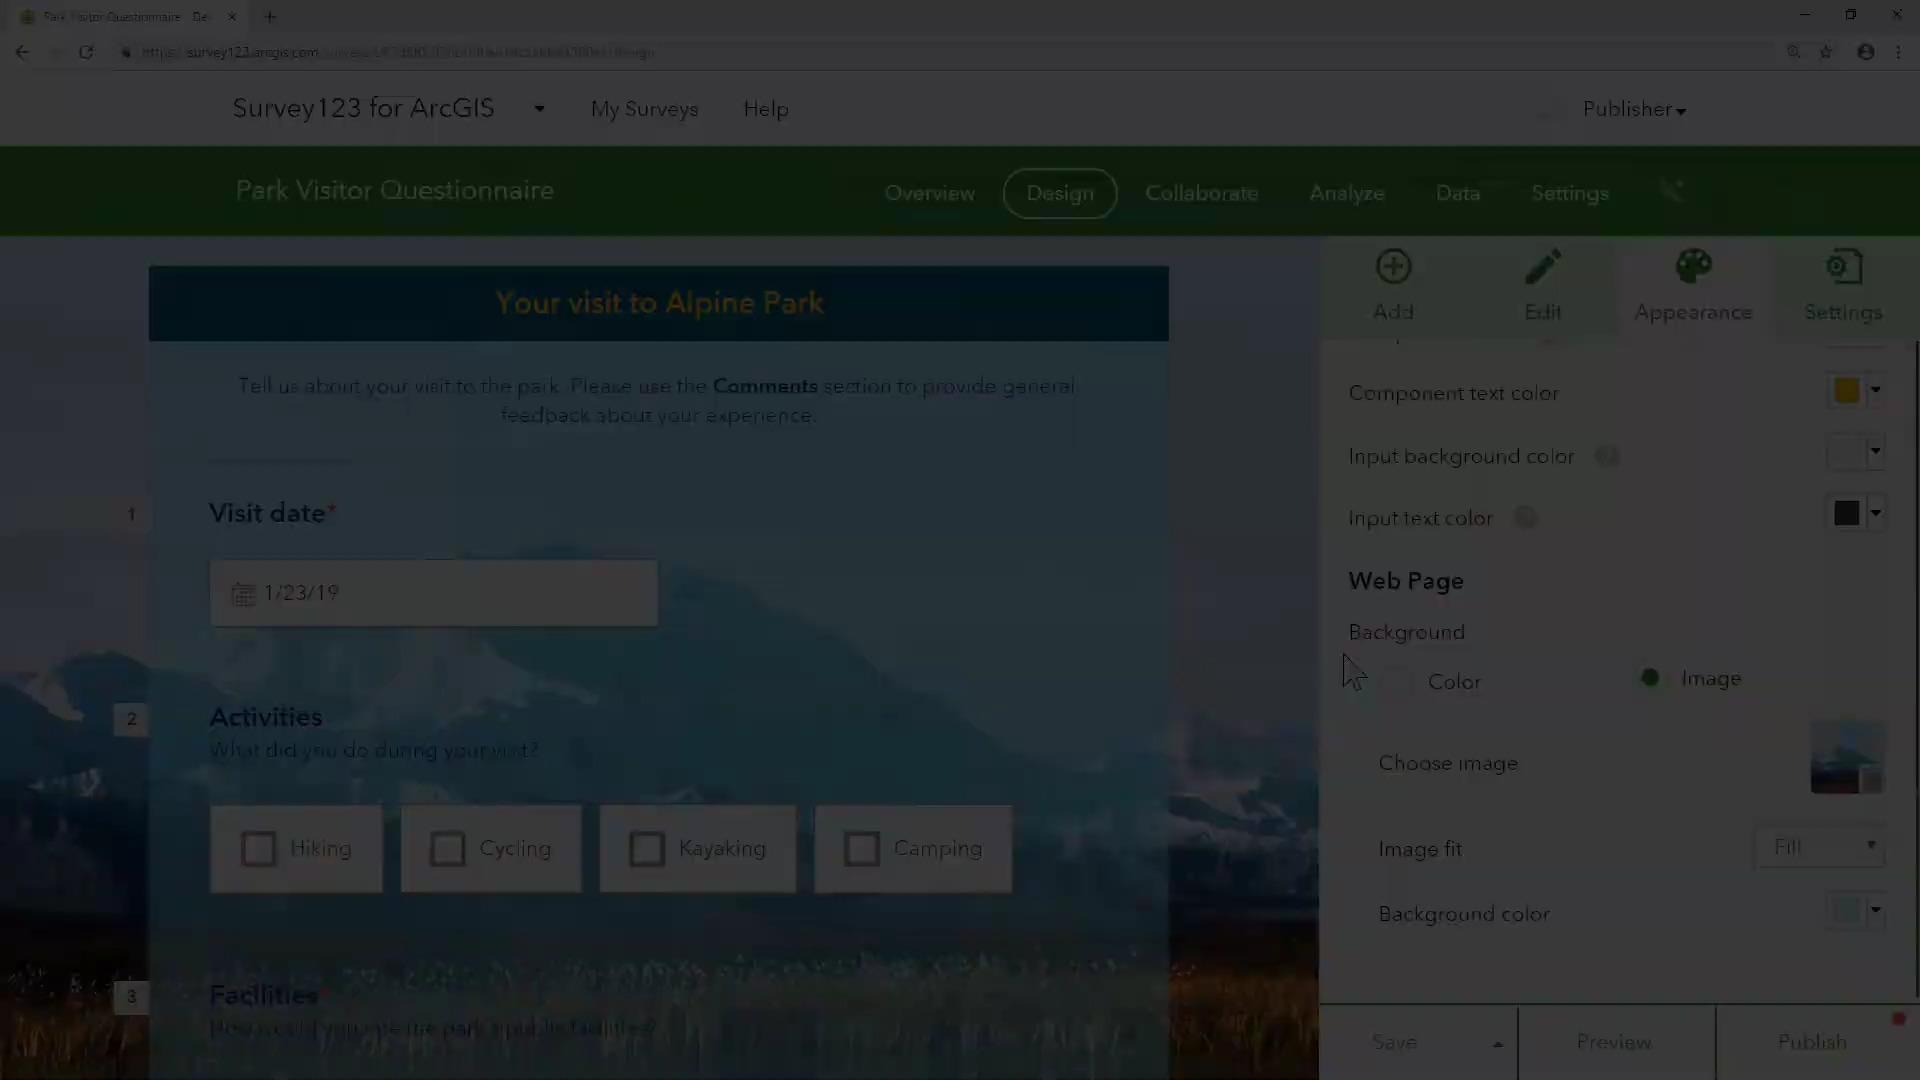 Park Visitor Questionnaire De
survey123.arcgis.com
Survey123 for ArcGIS
My Surveys
Help
Publisher
Park Visitor Questionnaire
Overview
Design
Collaborate
Analyze
Data
Settings
Your visit to Alpine Park
Tell us about your visit to the park. Please use the Comments section to provide general
feedback about your experience.
1
Visit date*
1/23/19
2
Activities
What did you do during your visit?
Hiking
Cycling
Kayaking
Camping
3
Facilities
How would you rate the park's public facilities?
Add
Edit
Appearance
Settings
Component text color
Input background color
Input text color
Web Page
Background
Color
Image
Choose image
Image fit
Fill
Background color
Save
Preview
Publish